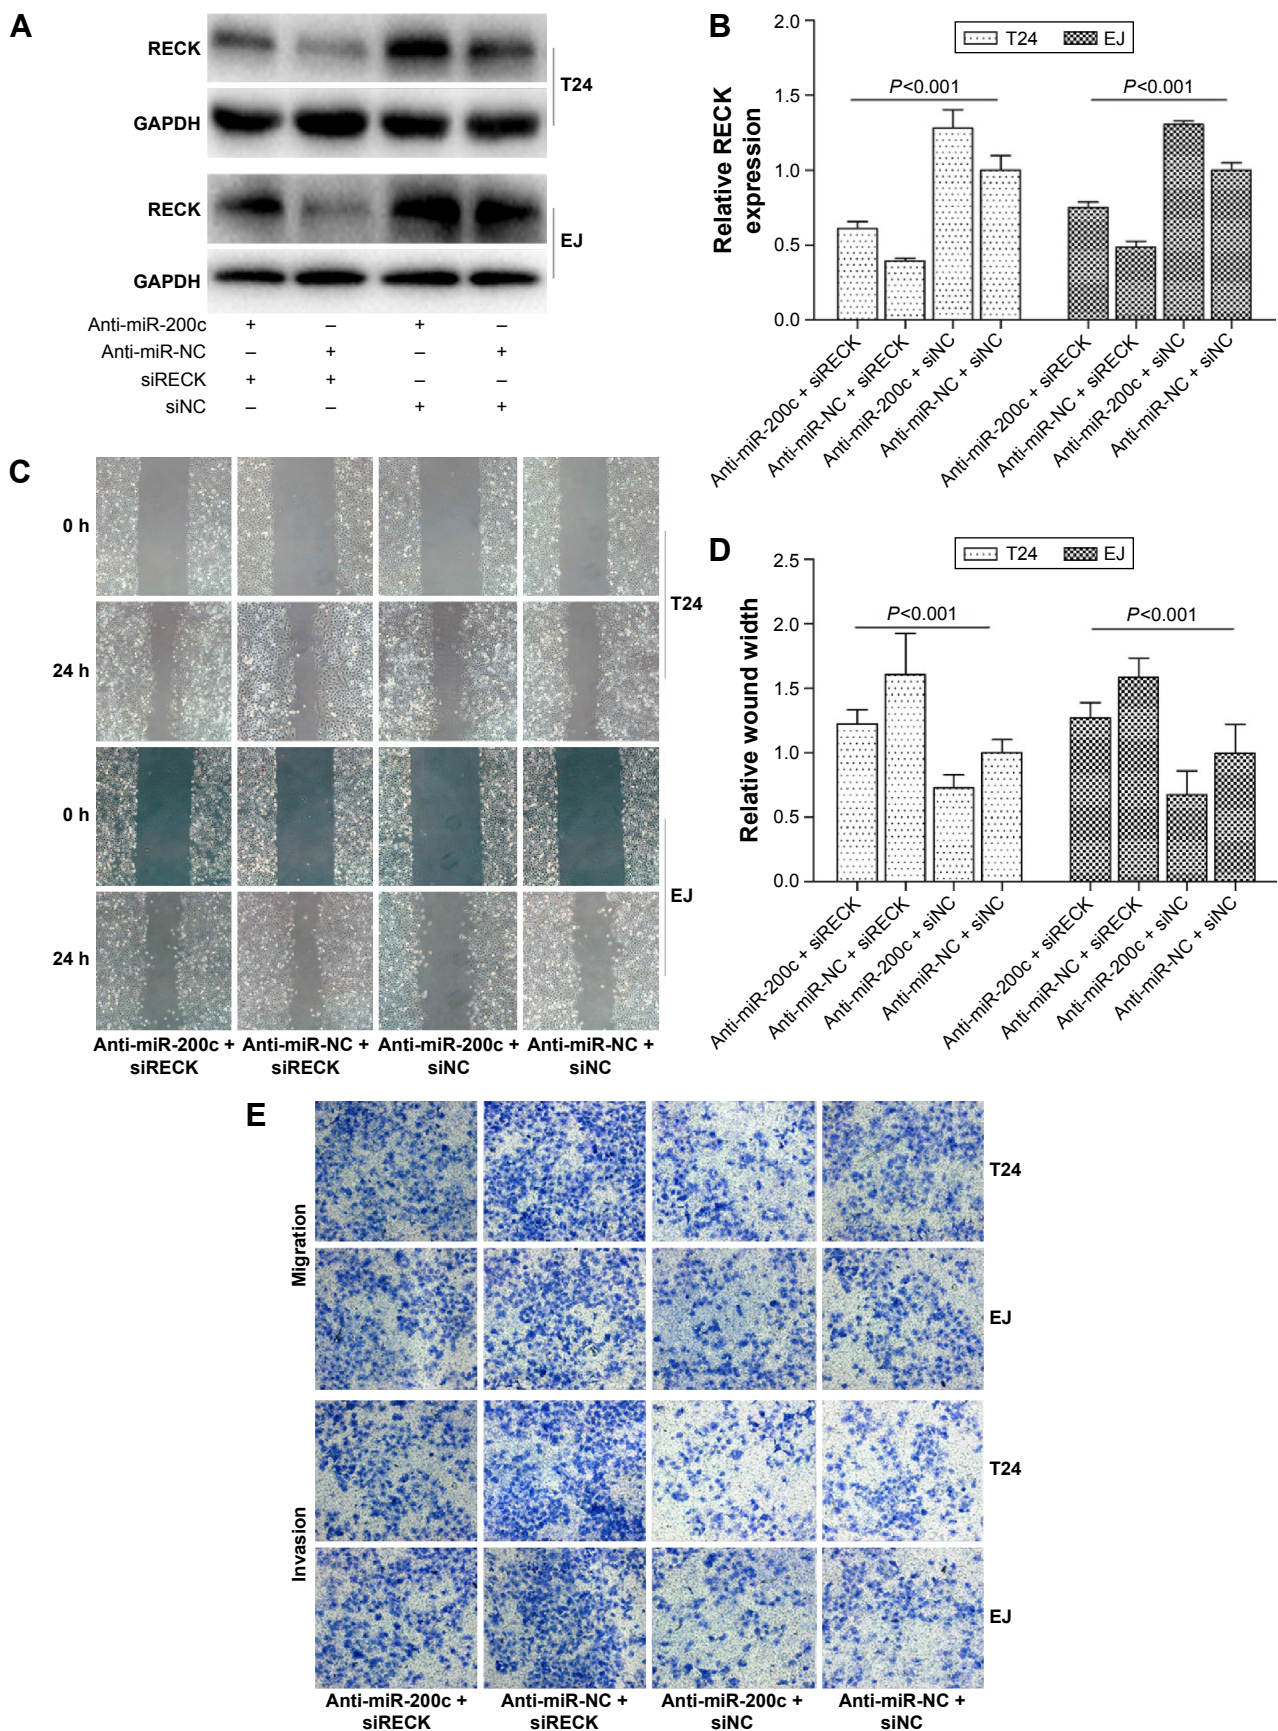 A
RECK
GAPDH
T24
RECK
GAPDH
EJ
Anti-miR-200c + – + –
Anti-miR-NC – + – +
siRECK + + – –
siNC – – + +
B
Relative RECK
expression
2.0
1.5
1.0
0.5
0.0
T24 EJ
P<0.001 P<0.001
Anti-miR-200c + siRECK
Anti-miR-NC + siRECK
Anti-miR-200c + siNC
Anti-miR-NC + siNC
Anti-miR-200c + siRECK
Anti-miR-NC + siRECK
Anti-miR-200c + siNC
Anti-miR-NC + siNC
C
0 h
24 h
T24
0 h
24 h
EJ
Anti-miR-200c +
siRECK
Anti-miR-NC +
siRECK
Anti-miR-200c +
siNC
Anti-miR-NC +
siNC
D
Relative wound width
2.5
2.0
1.5
1.0
0.5
0.0
T24 EJ
P<0.001 P<0.001
Anti-miR-200c + siRECK
Anti-miR-NC + siRECK
Anti-miR-200c + siNC
Anti-miR-NC + siNC
Anti-miR-200c + siRECK
Anti-miR-NC + siRECK
Anti-miR-200c + siNC
Anti-miR-NC + siNC
E
Migration
T24
EJ
Invasion
T24
EJ
Anti-miR-200c +
siRECK
Anti-miR-NC +
siRECK
Anti-miR-200c +
siNC
Anti-miR-NC +
siNC